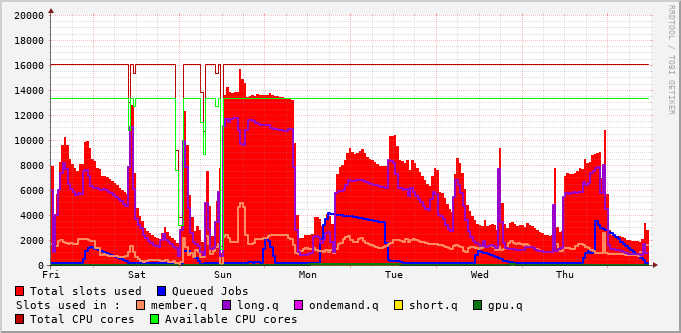 20000
18000
16000
14000
12000
10000
8000
6000
4000
2000
0
Fri Sat Sun Mon Tue Wed Thu
Total slots used Queued Jobs
Slots used in : member.q long.q ondemand.q short.q gpu.q
Total CPU cores Available CPU cores
RRDTOOL / TOBI OETIKER